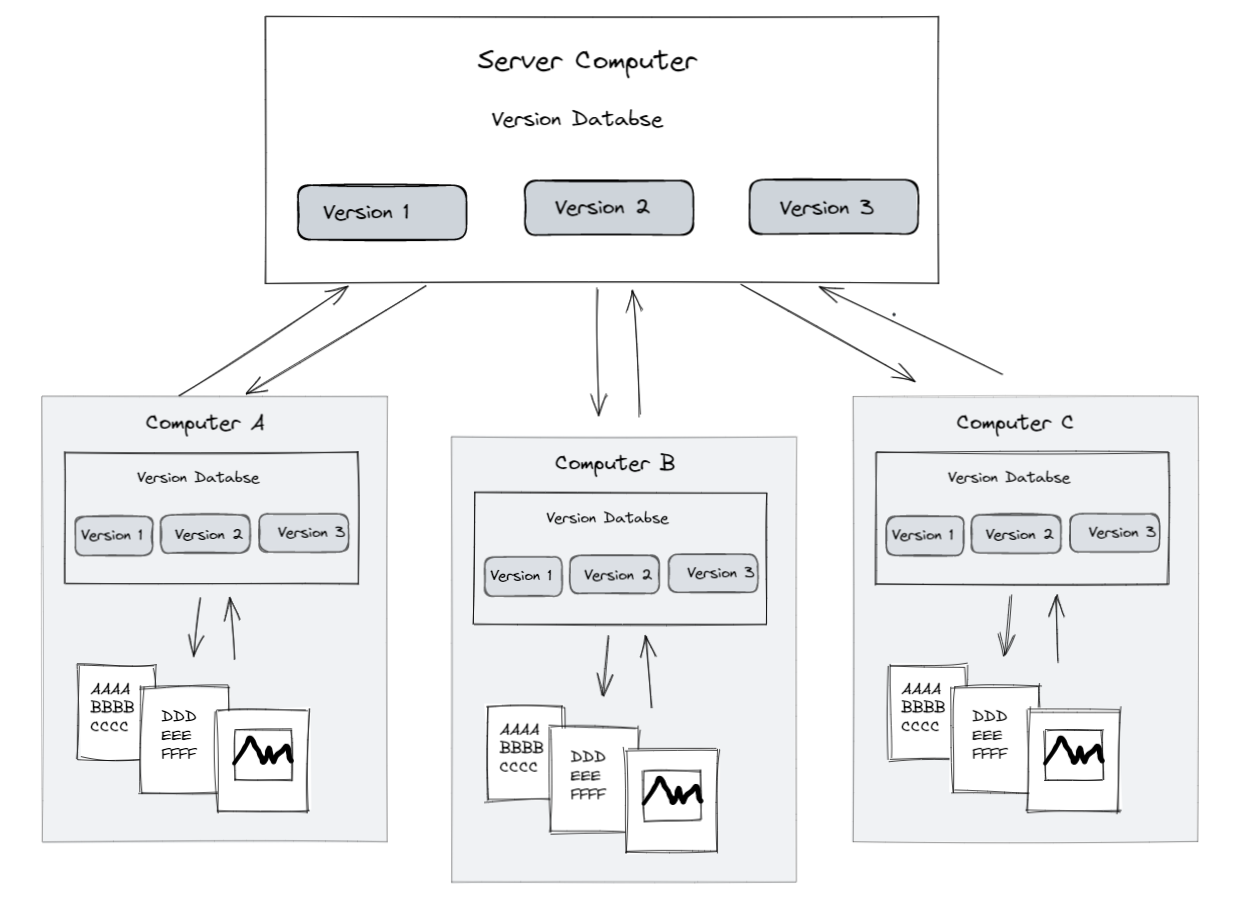 Server Computer
Version Databse
Version 1
Version 2
Version 3
Computer A
Version Databse
Version 1
Version 2
Version 3
AAAA
BBBB
CCCC
DDD
EEE
FFFF
Computer B
Version Databse
Version 1
Version 2
Version 3
AAAA
BBBB
CCCC
DDD
EEE
FFFF
Computer C
Version Databse
Version 1
Version 2
Version 3
AAAA
BBBB
CCCC
DDD
EEE
FFFF